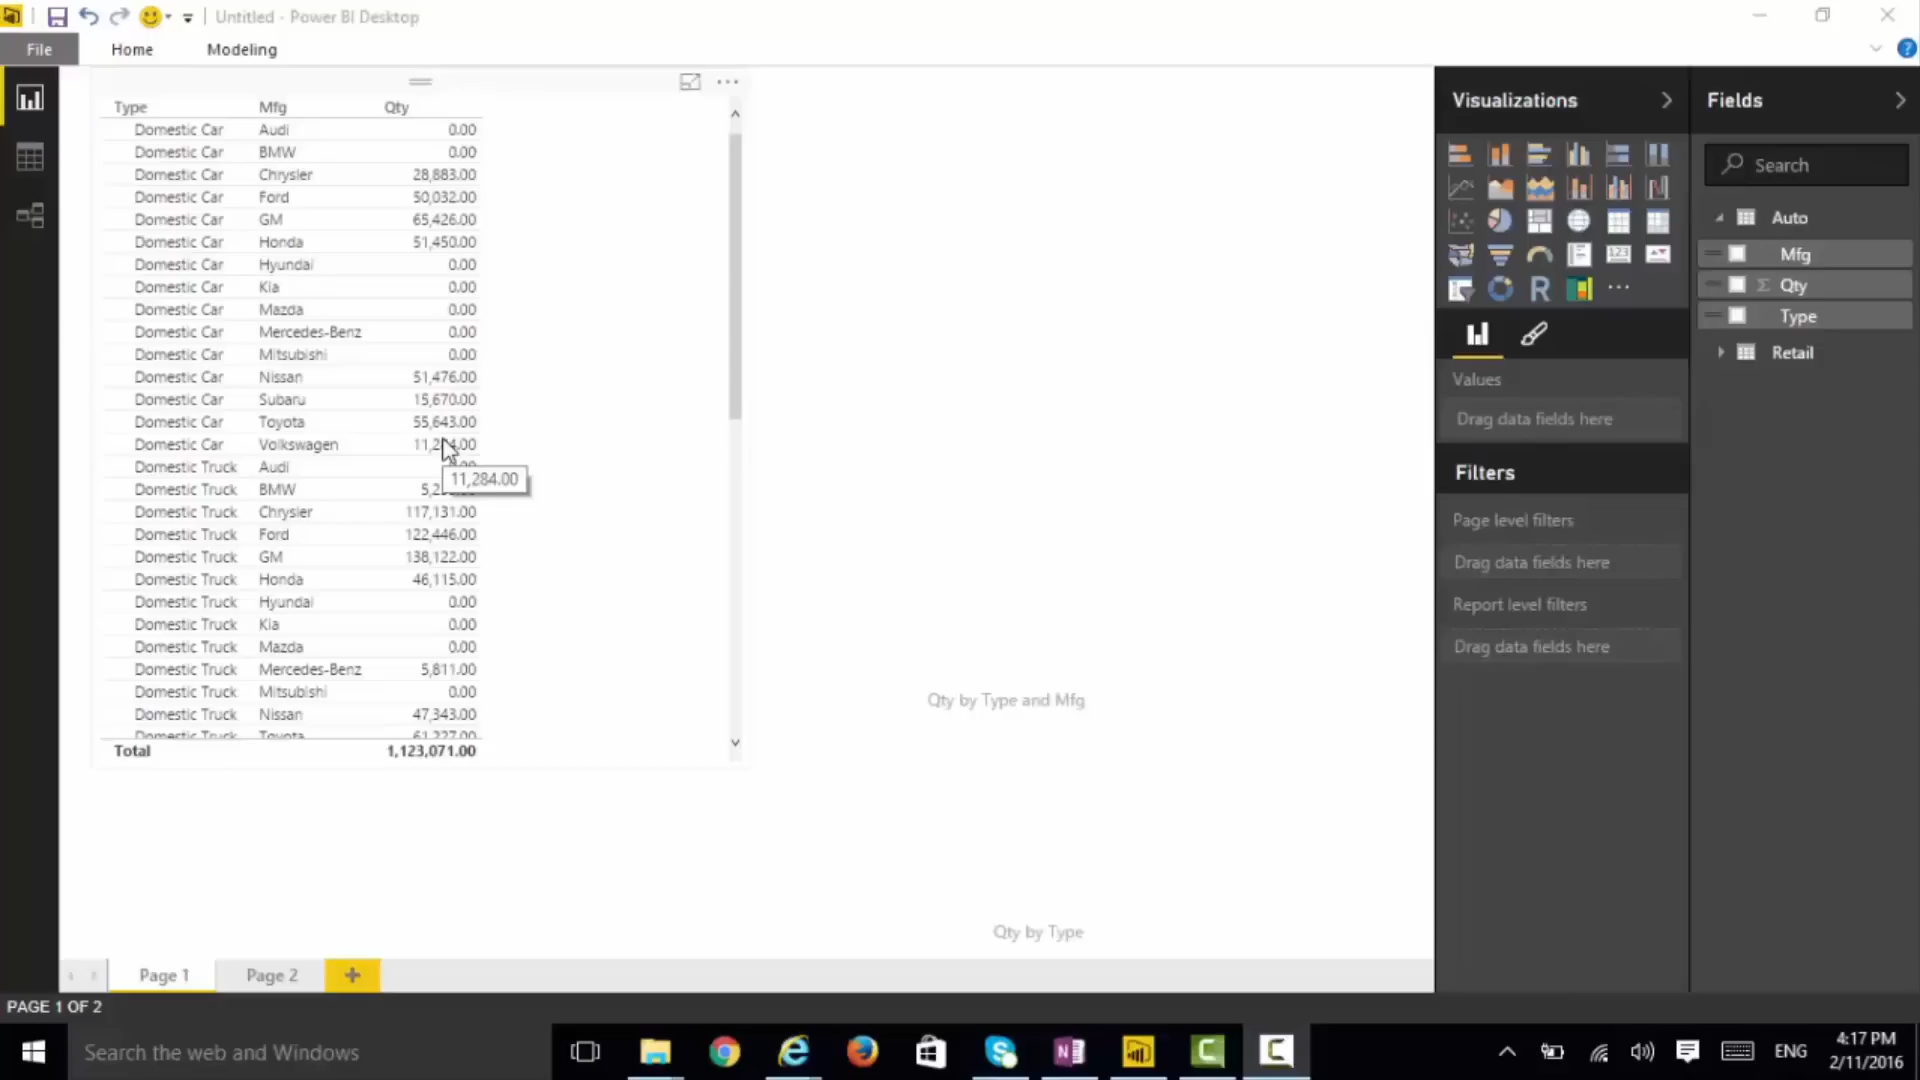 Untitled - Power BI Desktop
File Home Modeling
Type Mfg Qty
Domestic Car Audi 0.00
Domestic Car BMW 0.00
Domestic Car Chrysler 28,883.00
Domestic Car Ford 50,032.00
Domestic Car GM 65,426.00
Domestic Car Honda 51,450.00
Domestic Car Hyundai 0.00
Domestic Car Kia 0.00
Domestic Car Mazda 0.00
Domestic Car Mercedes-Benz 0.00
Domestic Car Mitsubishi 0.00
Domestic Car Nissan 51,476.00
Domestic Car Subaru 15,670.00
Domestic Car Toyota 55,643.00
Domestic Car Volkswagen
11,284.00
Domestic Truck Audi
Domestic Truck BMW
Domestic Truck Chrysler 117,131.00
Domestic Truck Ford 122,446.00
Domestic Truck GM 138,122.00
Domestic Truck Honda 46,115.00
Domestic Truck Hyundai 0.00
Domestic Truck Kia 0.00
Domestic Truck Mazda 0.00
Domestic Truck Mercedes-Benz 5,811.00
Domestic Truck Mitsubishi 0.00
Domestic Truck Nissan 47,343.00
Domestic Truck Toyota 61,227.00
Total 1,123,071.00
Qty by Type and Mfg
Qty by Type
Visualizations
123
R
Values
Drag data fields here
Filters
Page level filters
Drag data fields here
Report level filters
Drag data fields here
Fields
Search
Auto
Mfg
Σ Qty
Type
Retail
Page 1 Page 2
PAGE 1 OF 2
Search the web and Windows
ENG
4:17 PM
2/11/2016